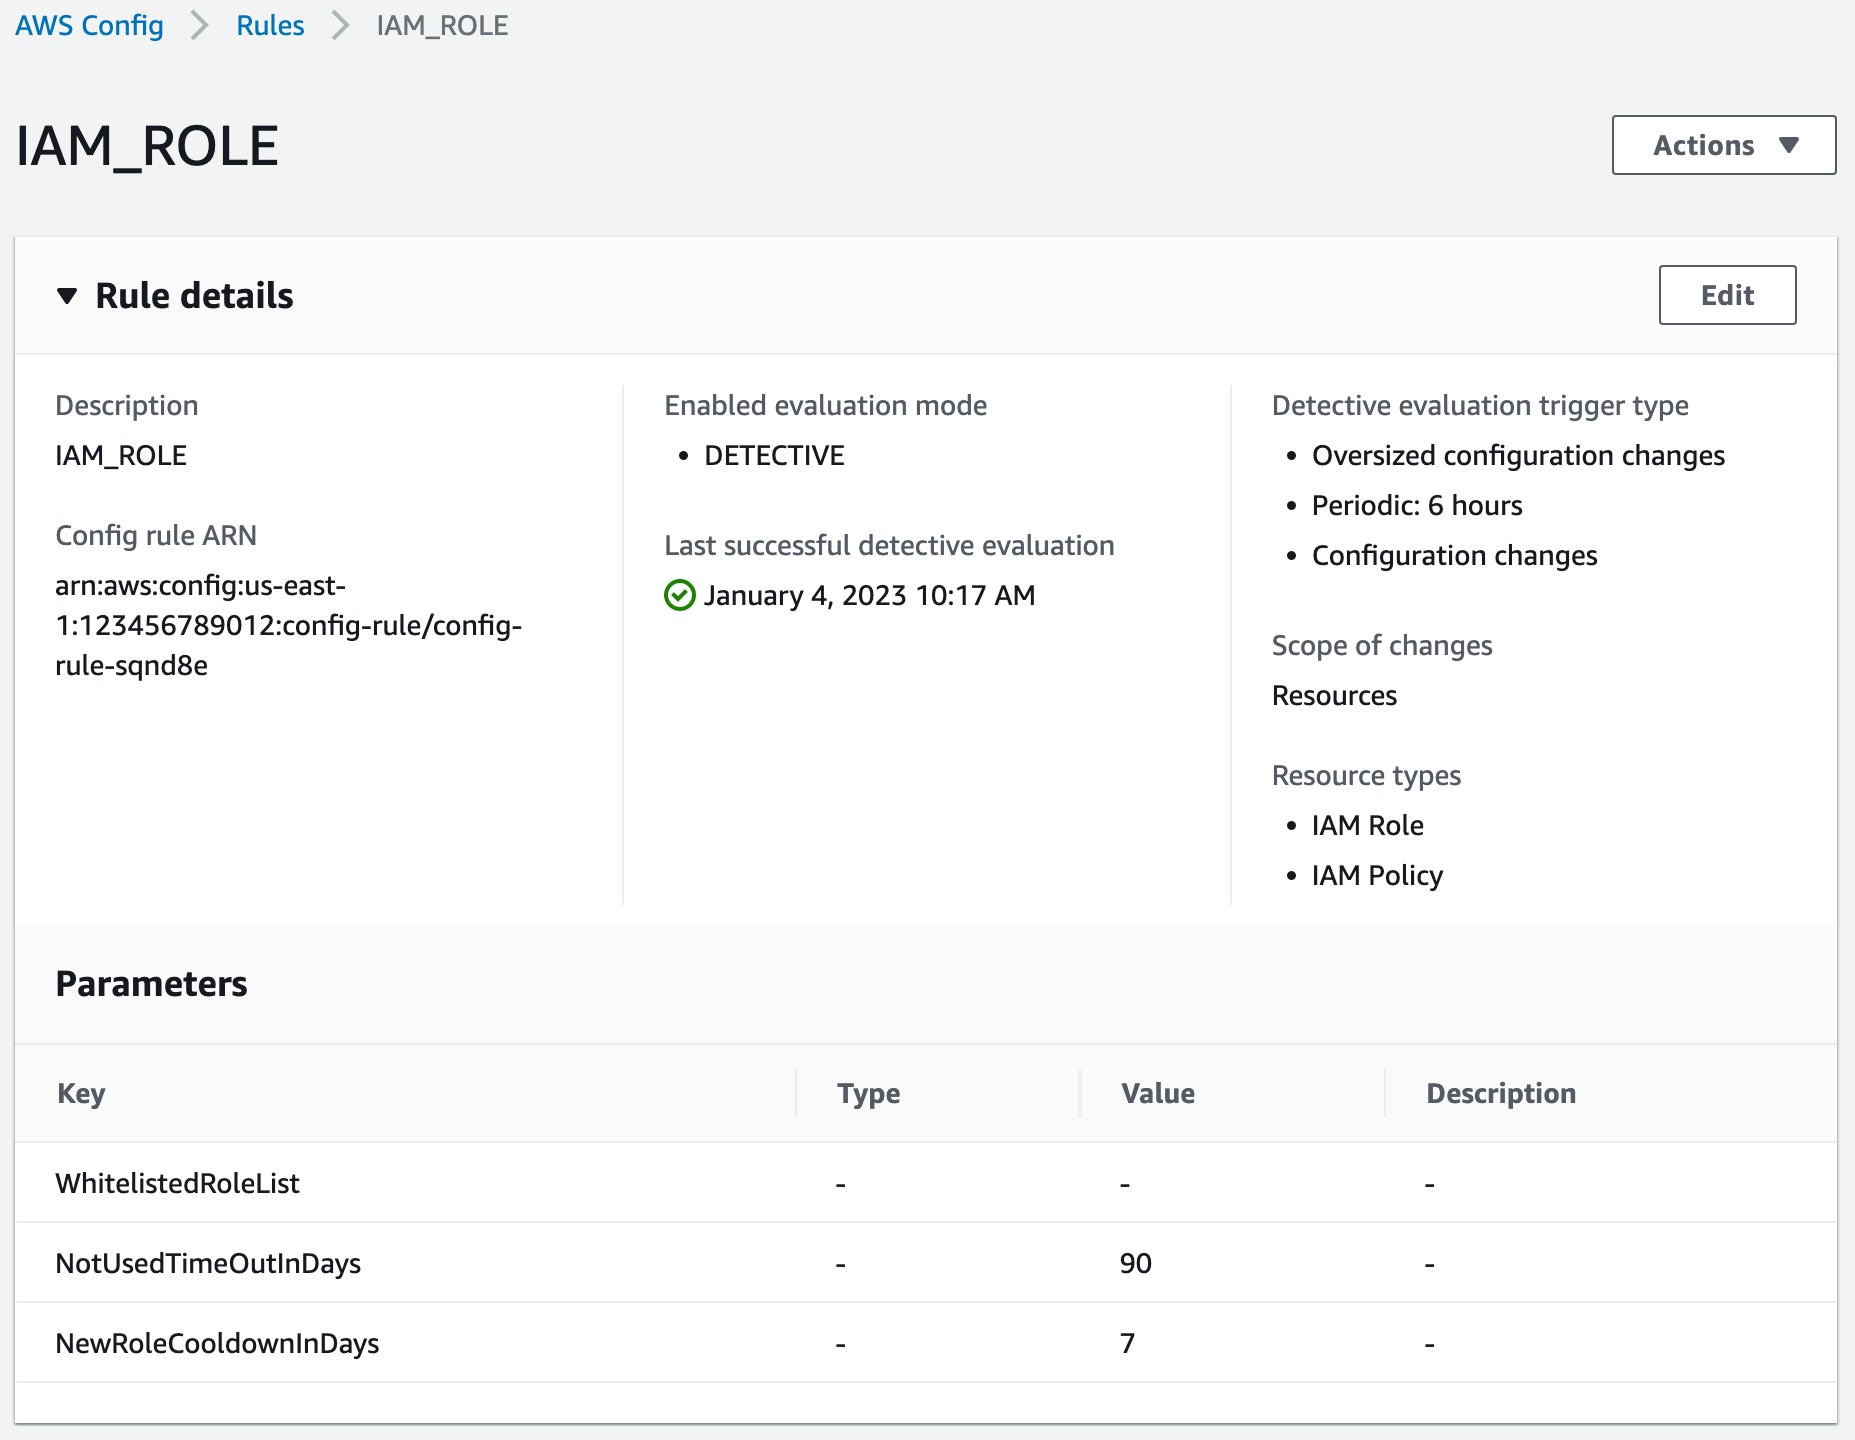 AWS Config > Rules > IAM_ROLE
IAM_ROLE
Actions
Rule details
Edit
Description
IAM_ROLE
Config rule ARN
arn:aws:config:us-east-
1:123456789012:config-rule/config-
rule-sqnd8e
Enabled evaluation mode
• DETECTIVE
Last successful detective evaluation
January 4, 2023 10:17 AM
Detective evaluation trigger type
• Oversized configuration changes
• Periodic: 6 hours
• Configuration changes
Scope of changes
Resources
Resource types
• IAM Role
• IAM Policy
Parameters
Key Type Value Description
WhitelistedRoleList - - -
NotUsedTimeOutInDays - 90 -
NewRoleCooldownInDays - 7 -